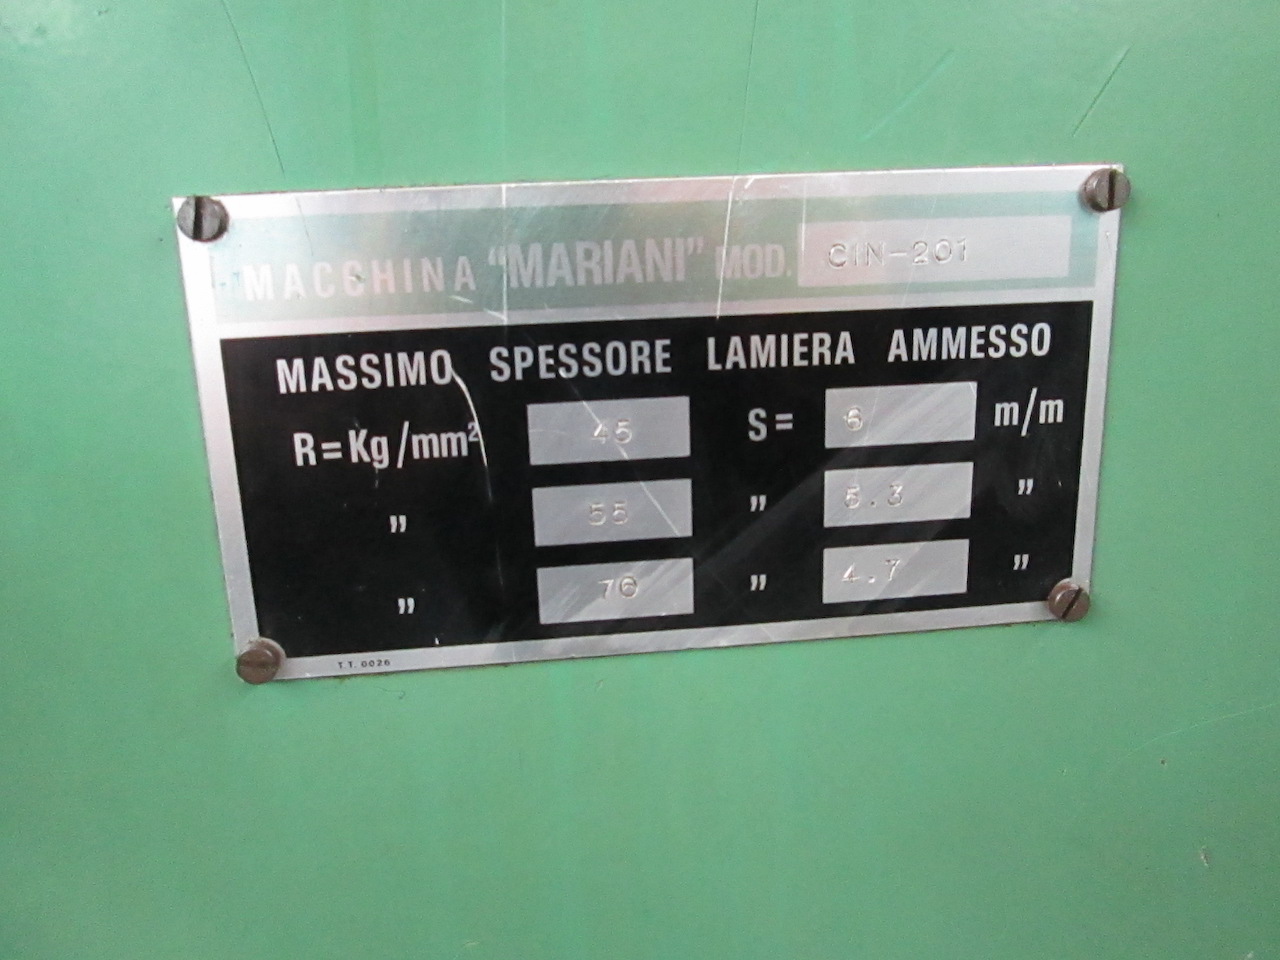 MACCHINA "MARIANI" MOD. CIN-201
MASSIMO SPESSORE LAMIERA AMMESSO
R=Kg/mm² 45 S= 6 m/m
" 55 " 5.3 "
" 76 " 4.7 "
T.T. 0026